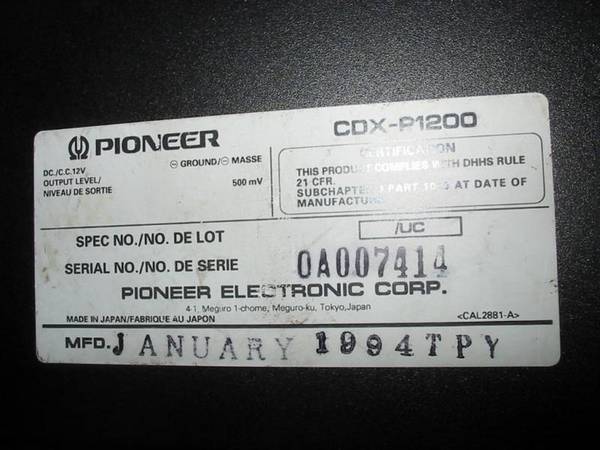 PIONEER
CDX-P1200
DC./C.C.12V
⊖ GROUND/⊖ MASSE
OUTPUT LEVEL/
NIVEAU DE SORTIE
500 mV
CERTIFICATION
THIS PRODUCT COMPLIES WITH DHHS RULE
21 CFR.
SUBCHAPTER J PART AT DATE OF
MANUFACTURE
SPEC NO./NO. DE LOT
/UC
SERIAL NO./NO. DE SERIE
0A007414
PIONEER ELECTRONIC CORP.
4-1, Meguro 1-chome, Meguro-ku, Tokyo,Japan
MADE IN JAPAN/FABRIQUE AU JAPON
<CAL2881-A>
MFD. JANUARY 1994TPY